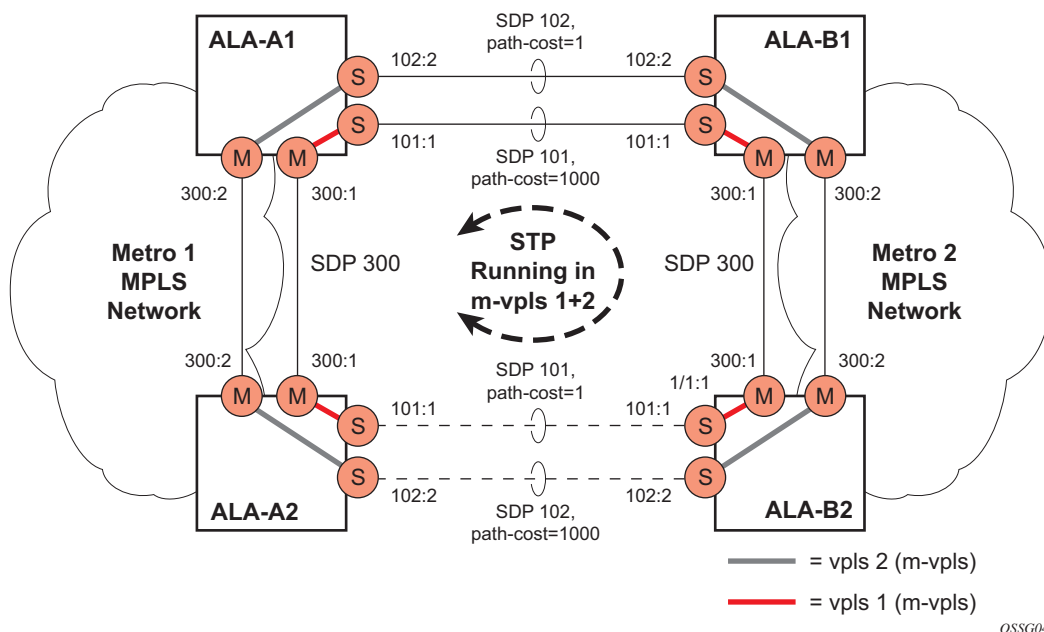 SDP 102,
path-cost=1
ALA-A1
ALA-B1
102:2
102:2
S
S
S
S
101:1
101:1
SDP 101,
path-cost=1000
M
M
M
M
300:2
300:1
300:1
300:2
STP
Running in
m-vpls 1+2
Metro 1
MPLS
Network
SDP 300
SDP 300
Metro 2
MPLS
Network
300:2
300:1
SDP 101,
path-cost=1
300:1
300:2
1/1:1
M
M
M
M
101:1
101:1
S
S
S
S
102:2
102:2
SDP 102,
path-cost=1000
ALA-A2
ALA-B2
= vpls 2 (m-vpls)
= vpls 1 (m-vpls)